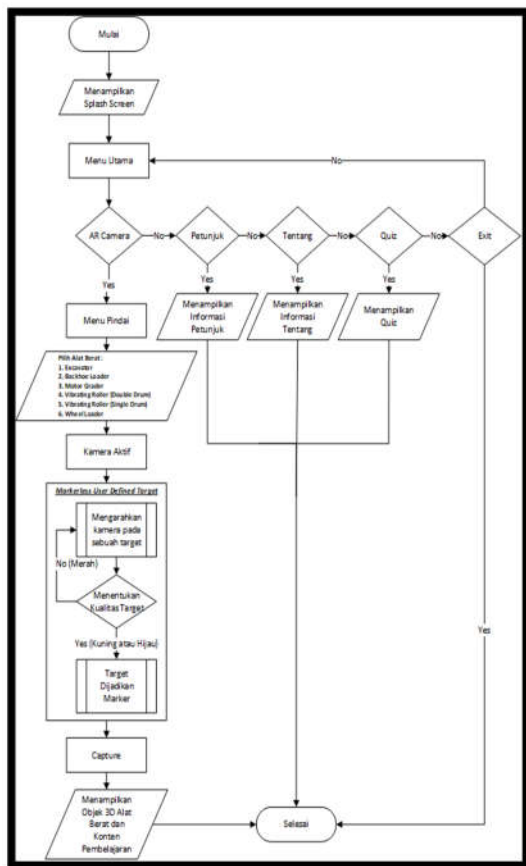 Mulai
Menampilkan
Splash Screen
Menu Utama
No
AR Camera
No
Petunjuk
No
Tentang
No
Quiz
No
Exit
Yes
Yes
Yes
Yes
Menu Pindai
Menampilkan
Informasi
Petunjuk
Menampilkan
Informasi
Tentang
Menampilkan
Quiz
Pilih Alat Berat :
1. Excavator
2. Backhoe Loader
3. Motor Grader
4. Vibrating Roller (Double Drum)
5. Vibrating Roller (Single Drum)
6. Wheel Loader
Kamera Aktif
Markerless User Defined Target
Mengarahkan
kamera pada
sebuah target
No (Merah)
Menentukan
Kualitas Target
Yes (Kuning atau Hijau)
Yes
Target
Dijadikan
Marker
Capture
Menampilkan
Objek 3D Alat
Berat dan
Konten
Pembelajaran
Selesai